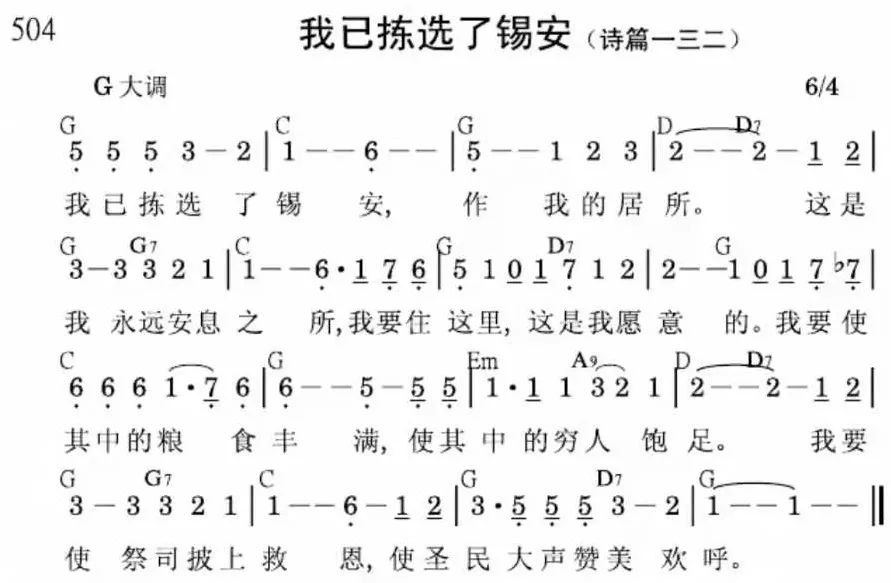 504 我已拣选了锡安（诗篇一三二）
G 大调 6/4
G C G D D7
5 5 5 3 - 2 | 1 - - 6 - - | 5 - - 1 2 3 | 2 - - 2 - 1 2 |
我已拣选 了锡 安, 作 我的居所。 这是
G G7 C G D7 G
3 - 3 3 2 1 | 1 - - 6 · 1 7 6 | 5 1 0 1 7 1 2 | 2 - - 1 0 1 7 ♭7 |
我 永远安息 之 所,我要住 这里, 这是我愿 意 的。我要使
C G Em A9 D D7
6 6 6 1 · 7 6 | 6 - - 5 - 5 5 | 1 · 1 1 3 2 1 | 2 - - 2 - 1 2 |
其中的粮 食丰 满, 使其 中 的穷人 饱足。 我要
G G7 C G D7 G
3 - 3 3 2 1 | 1 - - 6 - 1 2 | 3 · 5 5 5 3 - 2 | 1 - - 1 - - ‖
使 祭司披上 救 恩, 使圣 民 大声赞美 欢呼。